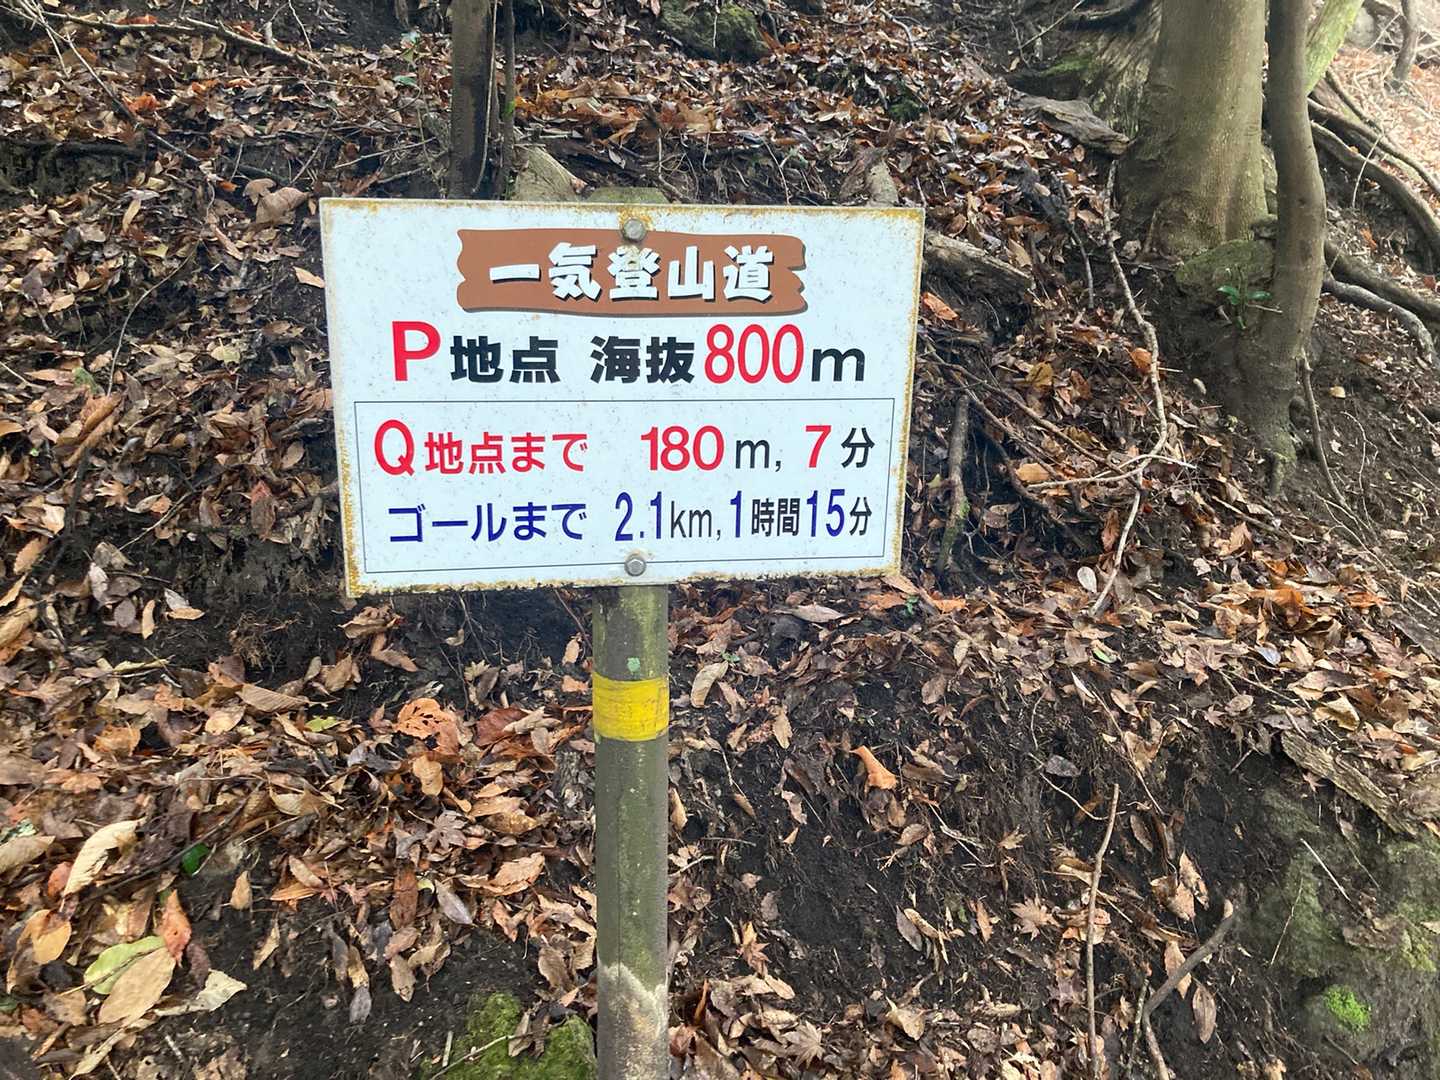 一気登山道
P地点 海抜800m
Q地点まで 180m, 7分
ゴールまで 2.1km, 1時間15分